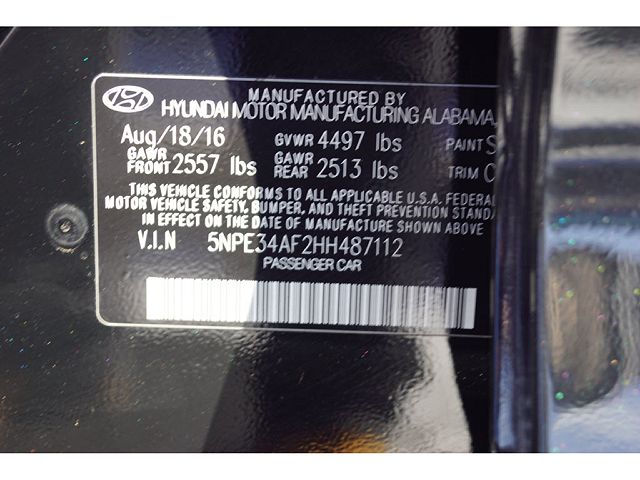 MANUFACTURED BY
HYUNDAI MOTOR MANUFACTURING ALABAMA,
Aug/18/16 GVWR 4497 lbs PAINT S
GAWR FRONT 2557 lbs GAWR REAR 2513 lbs TRIM
THIS VEHICLE CONFORMS TO ALL APPLICABLE U.S.A. FEDERA
MOTOR VEHICLE SAFETY, BUMPER, AND THEFT PREVENTION STAND
IN EFFECT ON THE DATE OF MANUFACTURE SHOWN ABOVE
V.I.N 5NPE34AF2HH487112
PASSENGER CAR